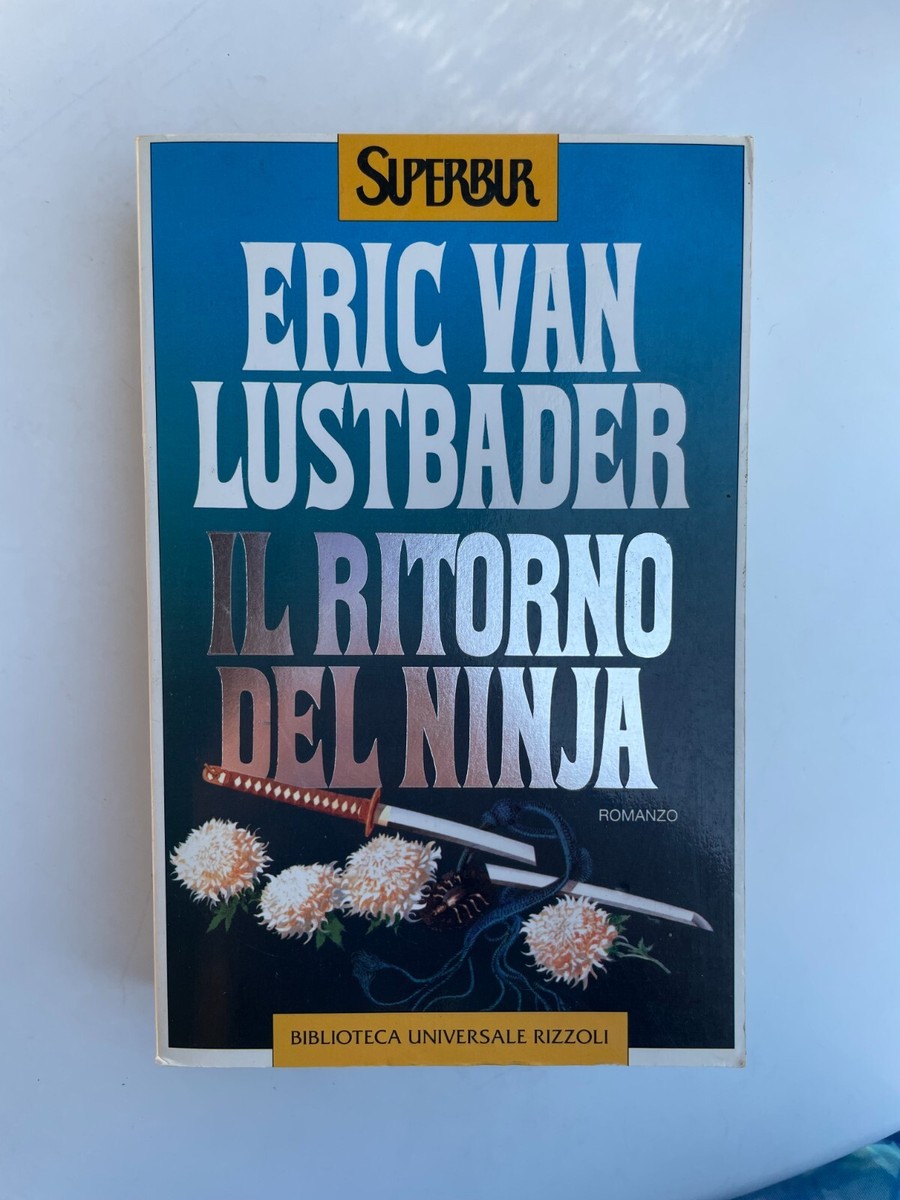 SUPERBUR
ERIC VAN
LUSTBADER
IL RITORNO
DEL NINJA
ROMANZO
BIBLIOTECA UNIVERSALE RIZZOLI